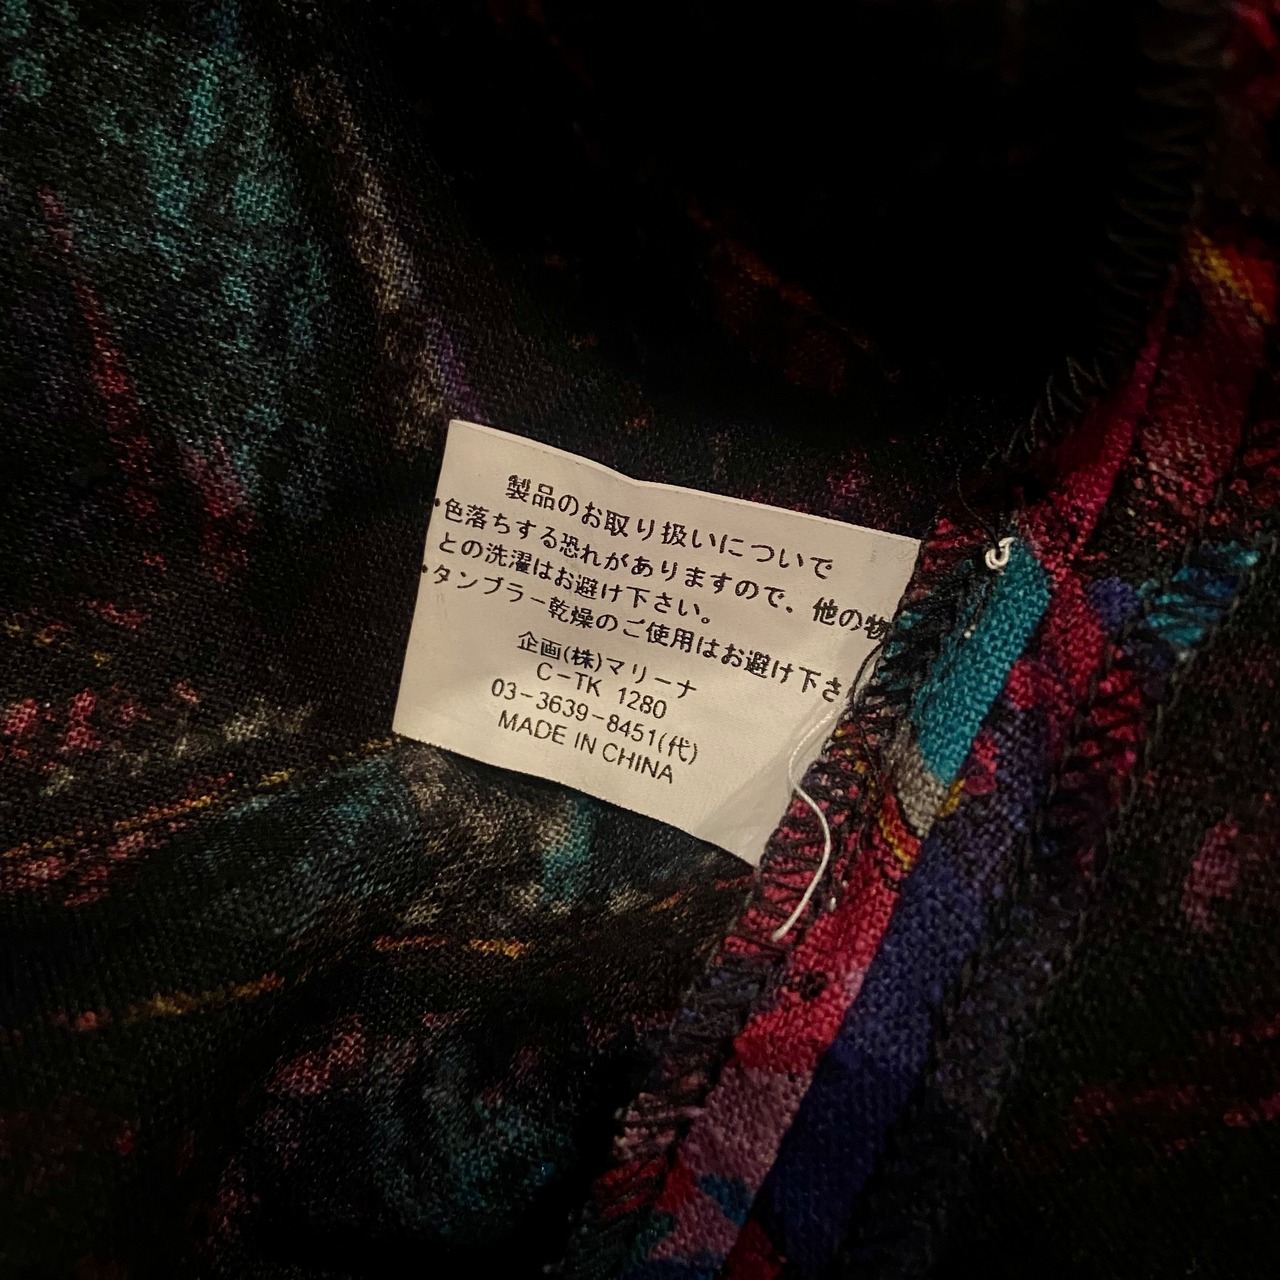 製品のお取り扱いについて
・色落ちする恐れがありますので、他の物
との洗濯はお避け下さい。
・タンブラー乾燥のご使用はお避け下さ
企画(株)マリーナ
C-TK 1280
03-3639-8451(代)
MADE IN CHINA